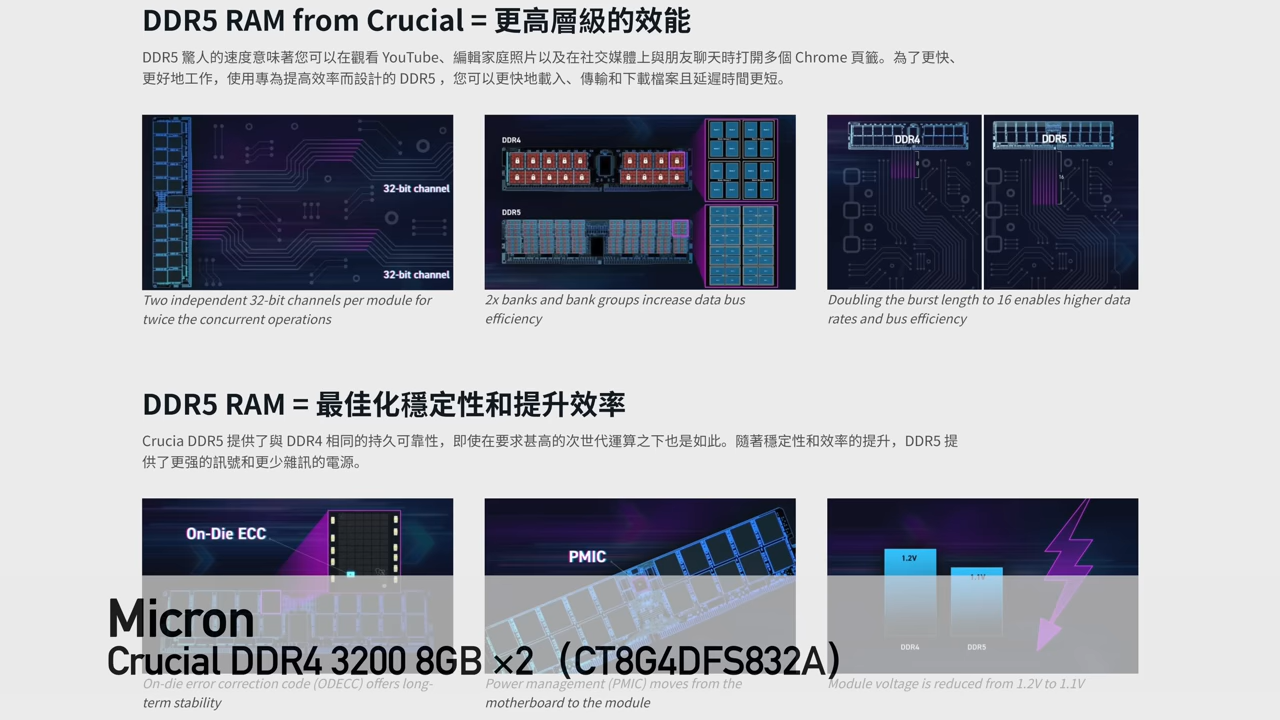 DDR5 RAM from Crucial = 更高層級的效能
DDR5 驚人的速度意味著您可以在觀看 YouTube、編輯家庭照片以及在社交媒體上與朋友聊天時打開多個 Chrome 頁籤。為了更快、
更好地工作，使用專為提高效率而設計的 DDR5 ，您可以更快地載入、傳輸和下載檔案且延遲時間更短。
32-bit channel
32-bit channel
Two independent 32-bit channels per module for
twice the concurrent operations
DDR4
DDR5
2x banks and bank groups increase data bus
efficiency
DDR4
DDR5
16
Doubling the burst length to 16 enables higher data
rates and bus efficiency
DDR5 RAM = 最佳化穩定性和提升效率
Crucia DDR5 提供了與 DDR4 相同的持久可靠性，即使在要求甚高的次世代運算之下也是如此。隨著穩定性和效率的提升，DDR5 提
供了更强的訊號和更少雜訊的電源。
On-Die ECC
On-die error correction code (ODECC) offers long-
term stability
PMIC
Power management (PMIC) moves from the
motherboard to the module
1.2V
1.1V
DDR4
DDR5
Module voltage is reduced from 1.2V to 1.1V
Micron
Crucial DDR4 3200 8GB ×2（CT8G4DFS832A）